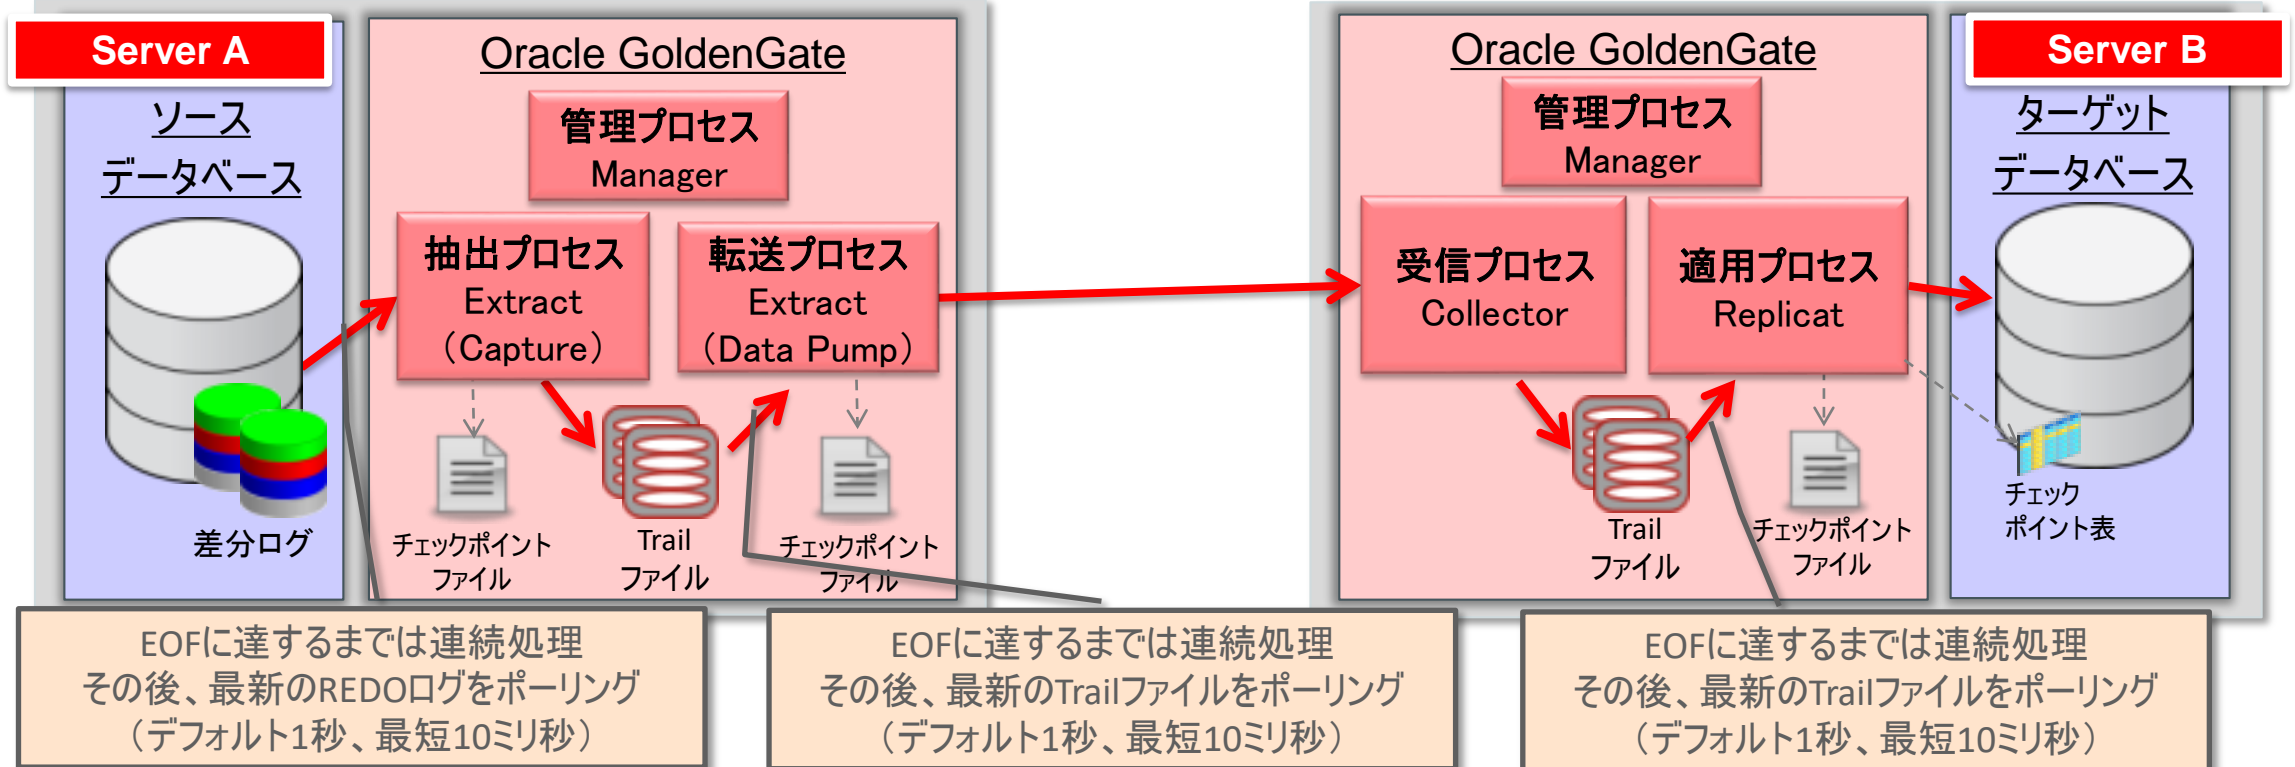 Server A
ソース
データベース
差分ログ
Oracle GoldenGate
管理プロセス
Manager
抽出プロセス
Extract
（Capture）
転送プロセス
Extract
（Data Pump）
チェックポイント
ファイル
Trail
ファイル
チェックポイント
ファイル
Oracle GoldenGate
管理プロセス
Manager
受信プロセス
Collector
適用プロセス
Replicat
Trail
ファイル
チェックポイント
ファイル
Server B
ターゲット
データベース
チェック
ポイント表
EOFに達するまでは連続処理
その後、最新のREDOログをポーリング
（デフォルト1秒、最短10ミリ秒）
EOFに達するまでは連続処理
その後、最新のTrailファイルをポーリング
（デフォルト1秒、最短10ミリ秒）
EOFに達するまでは連続処理
その後、最新のTrailファイルをポーリング
（デフォルト1秒、最短10ミリ秒）